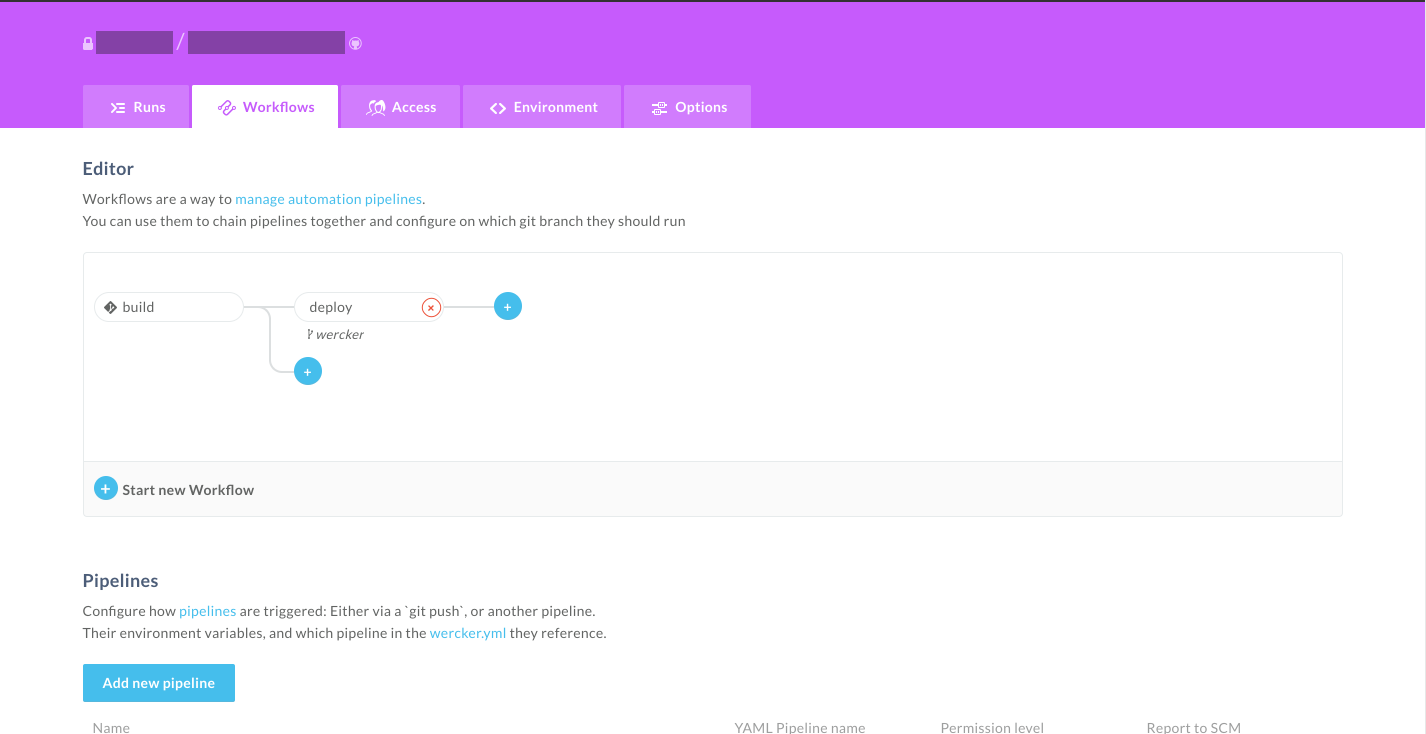 /
Runs Workflows Access Environment Options
Editor
Workflows are a way to manage automation pipelines.
You can use them to chain pipelines together and configure on which git branch they should run
build deploy
wercker
Start new Workflow
Pipelines
Configure how pipelines are triggered: Either via a `git push`, or another pipeline.
Their environment variables, and which pipeline in the wercker.yml they reference.
Add new pipeline
Name YAML Pipeline name Permission level Report to SCM